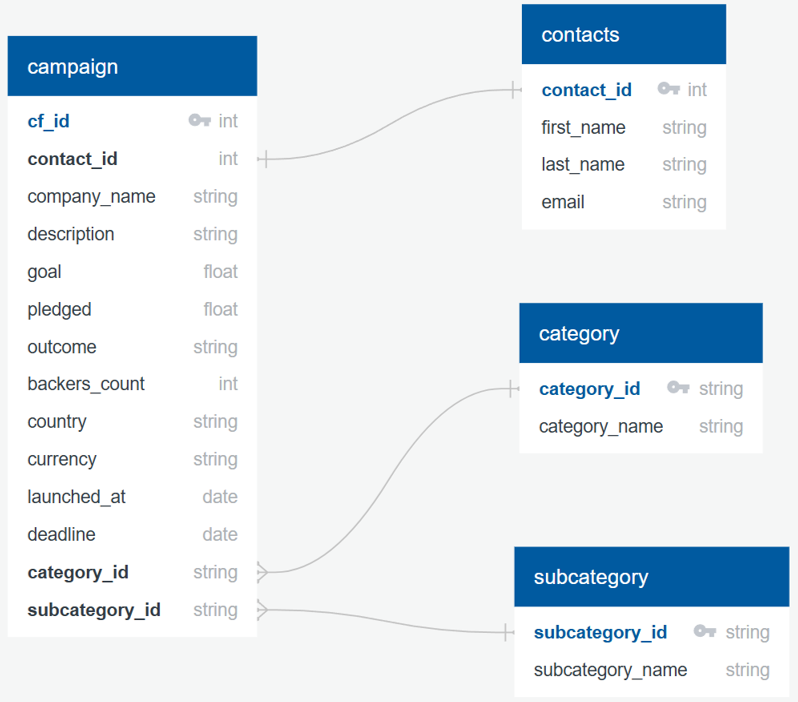 campaign
cf_id int
contact_id int
company_name string
description string
goal float
pledged float
outcome string
backers_count int
country string
currency string
launched_at date
deadline date
category_id string
subcategory_id string
contacts
contact_id int
first_name string
last_name string
email string
category
category_id string
category_name string
subcategory
subcategory_id string
subcategory_name string